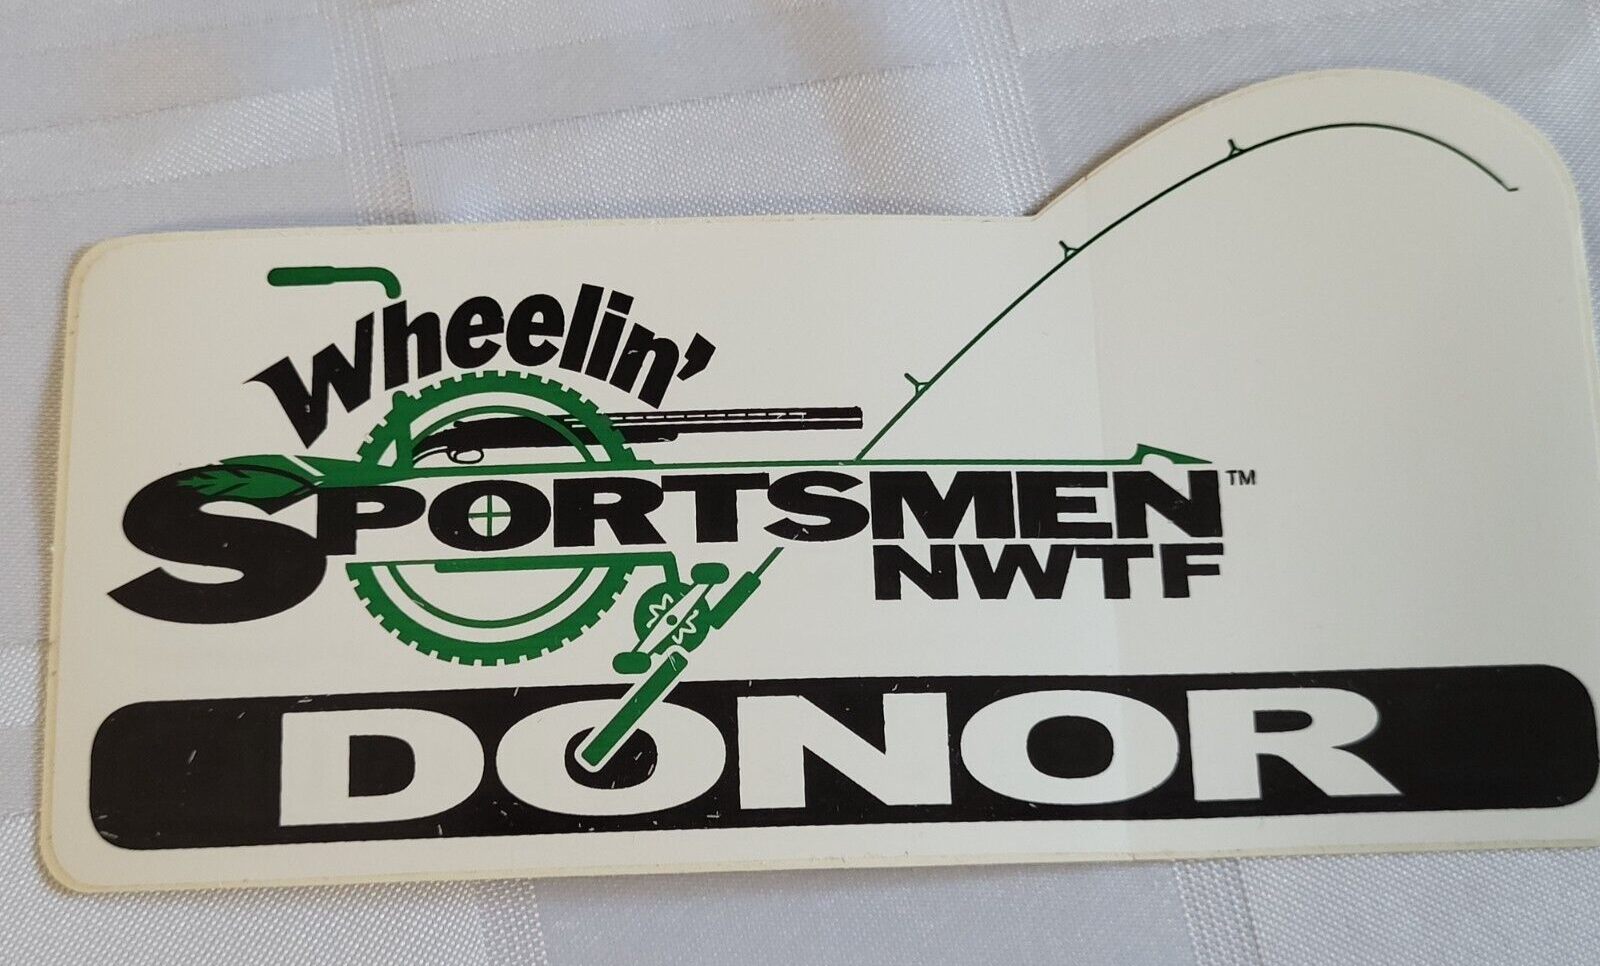 Wheelin'
SPORTSMEN™
NWTF
DONOR